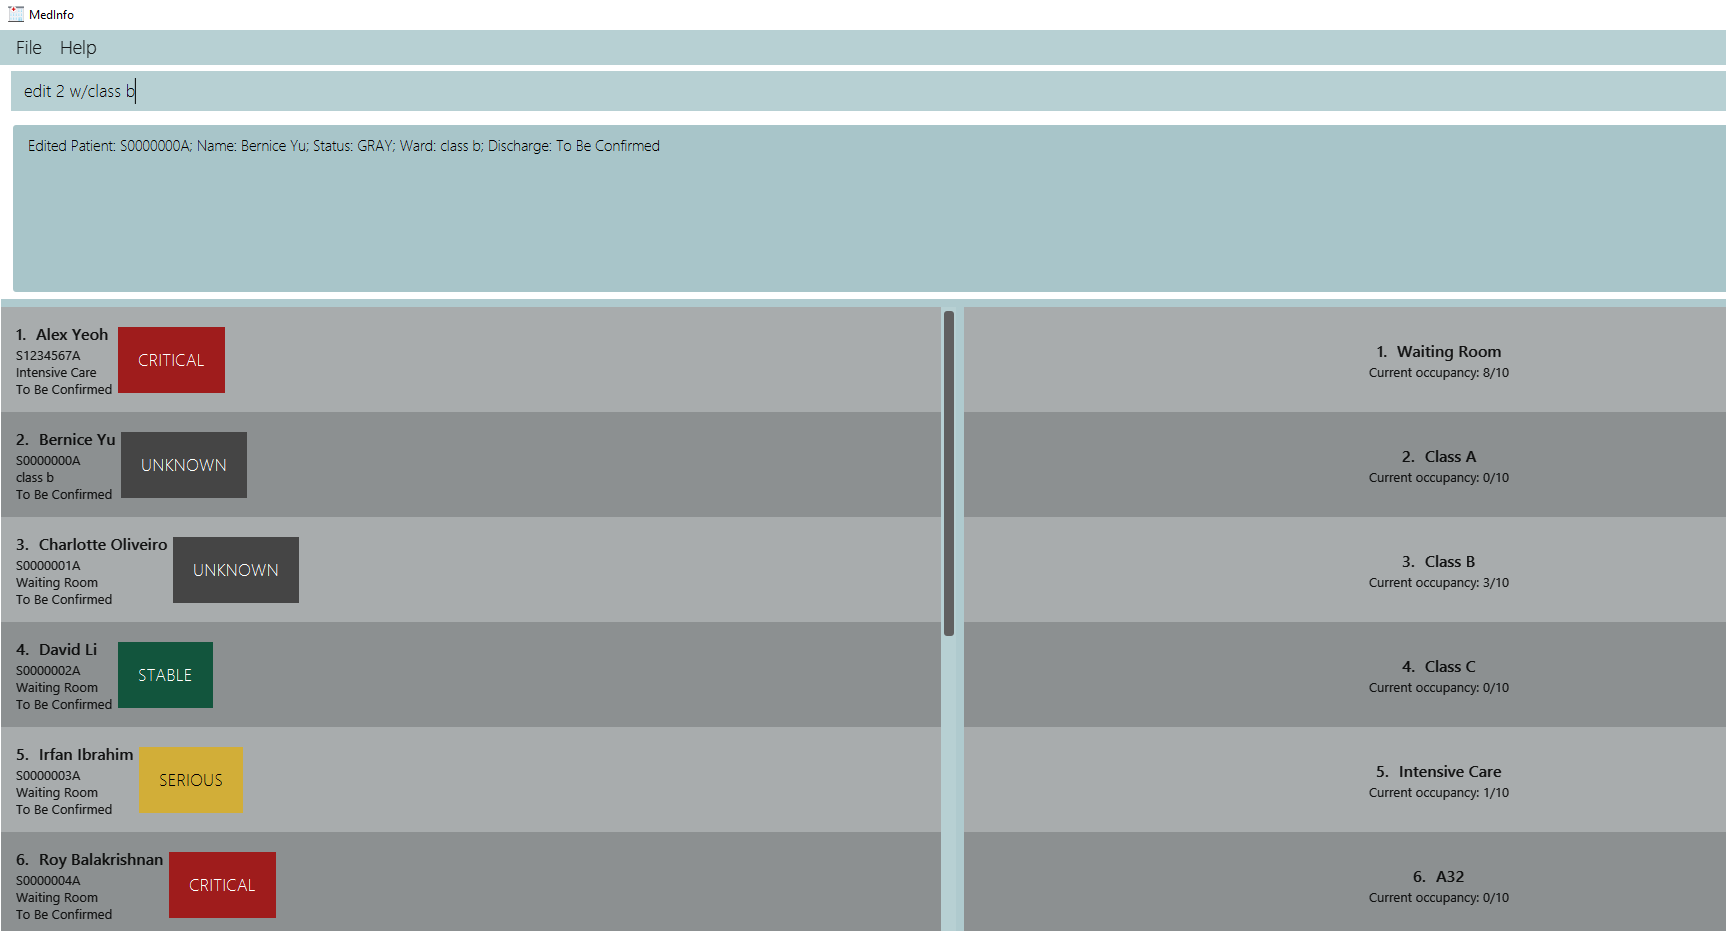 MedInfo
File Help
edit 2 w/class b
Edited Patient: S0000000A; Name: Bernice Yu; Status: GRAY; Ward: class b; Discharge: To Be Confirmed
1. Alex Yeoh
S1234567A
Intensive Care
To Be Confirmed
CRITICAL
2. Bernice Yu
S0000000A
class b
To Be Confirmed
UNKNOWN
3. Charlotte Oliveiro
S0000001A
Waiting Room
To Be Confirmed
UNKNOWN
4. David Li
S0000002A
Waiting Room
To Be Confirmed
STABLE
5. Irfan Ibrahim
S0000003A
Waiting Room
To Be Confirmed
SERIOUS
6. Roy Balakrishnan
S0000004A
Waiting Room
To Be Confirmed
CRITICAL
1. Waiting Room
Current occupancy: 8/10
2. Class A
Current occupancy: 0/10
3. Class B
Current occupancy: 3/10
4. Class C
Current occupancy: 0/10
5. Intensive Care
Current occupancy: 1/10
6. A32
Current occupancy: 0/10